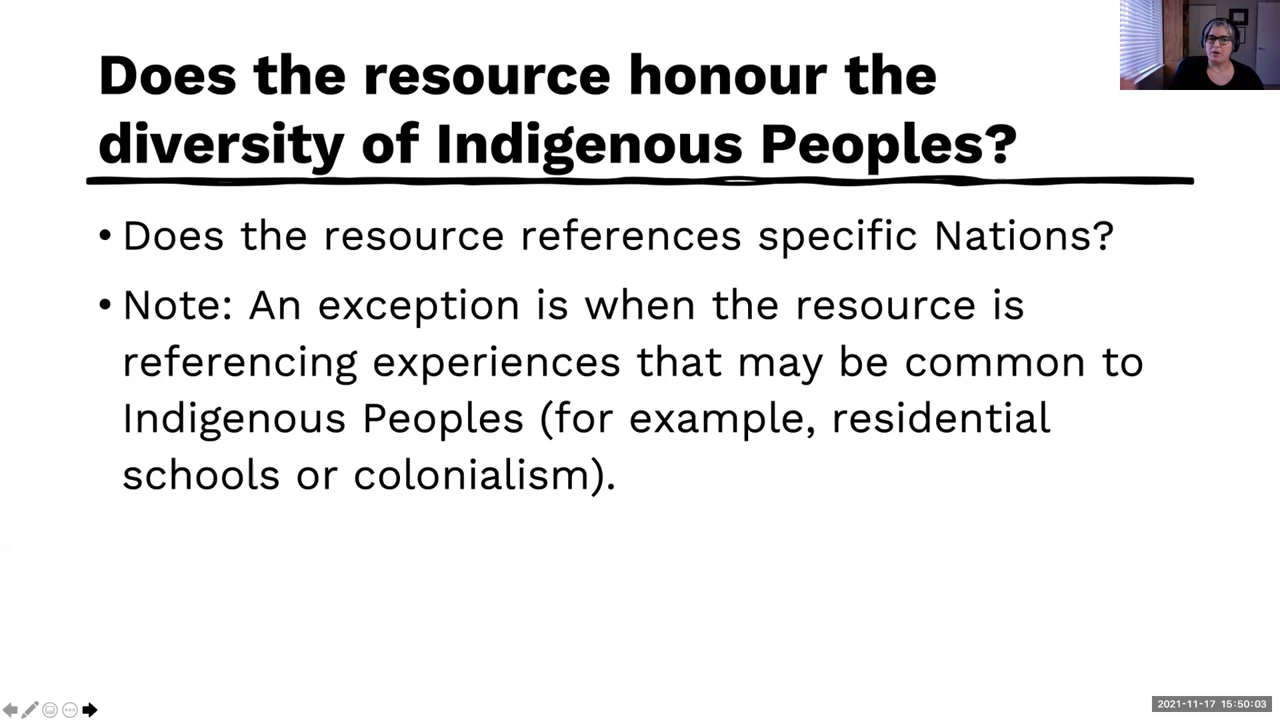 Does the resource honour the
diversity of Indigenous Peoples?
• Does the resource references specific Nations?
• Note: An exception is when the resource is
referencing experiences that may be common to
Indigenous Peoples (for example, residential
schools or colonialism).
2021-11-17 15:50:03